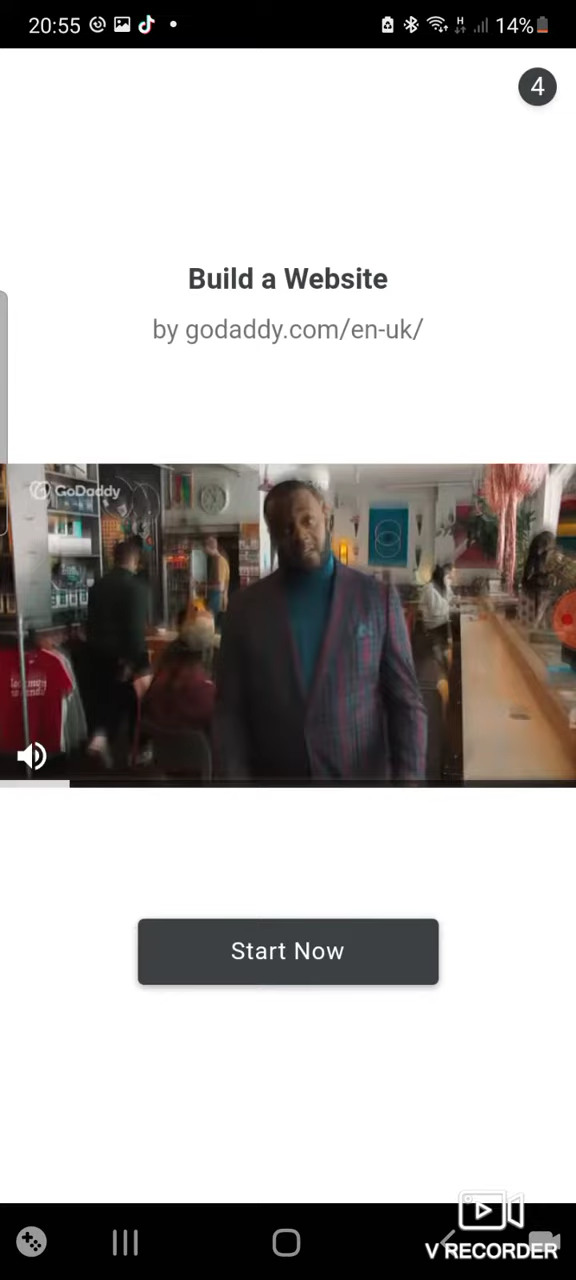 20:55
H
14%
4
Build a Website
by godaddy.com/en-uk/
GoDaddy
Start Now
V RECORDER